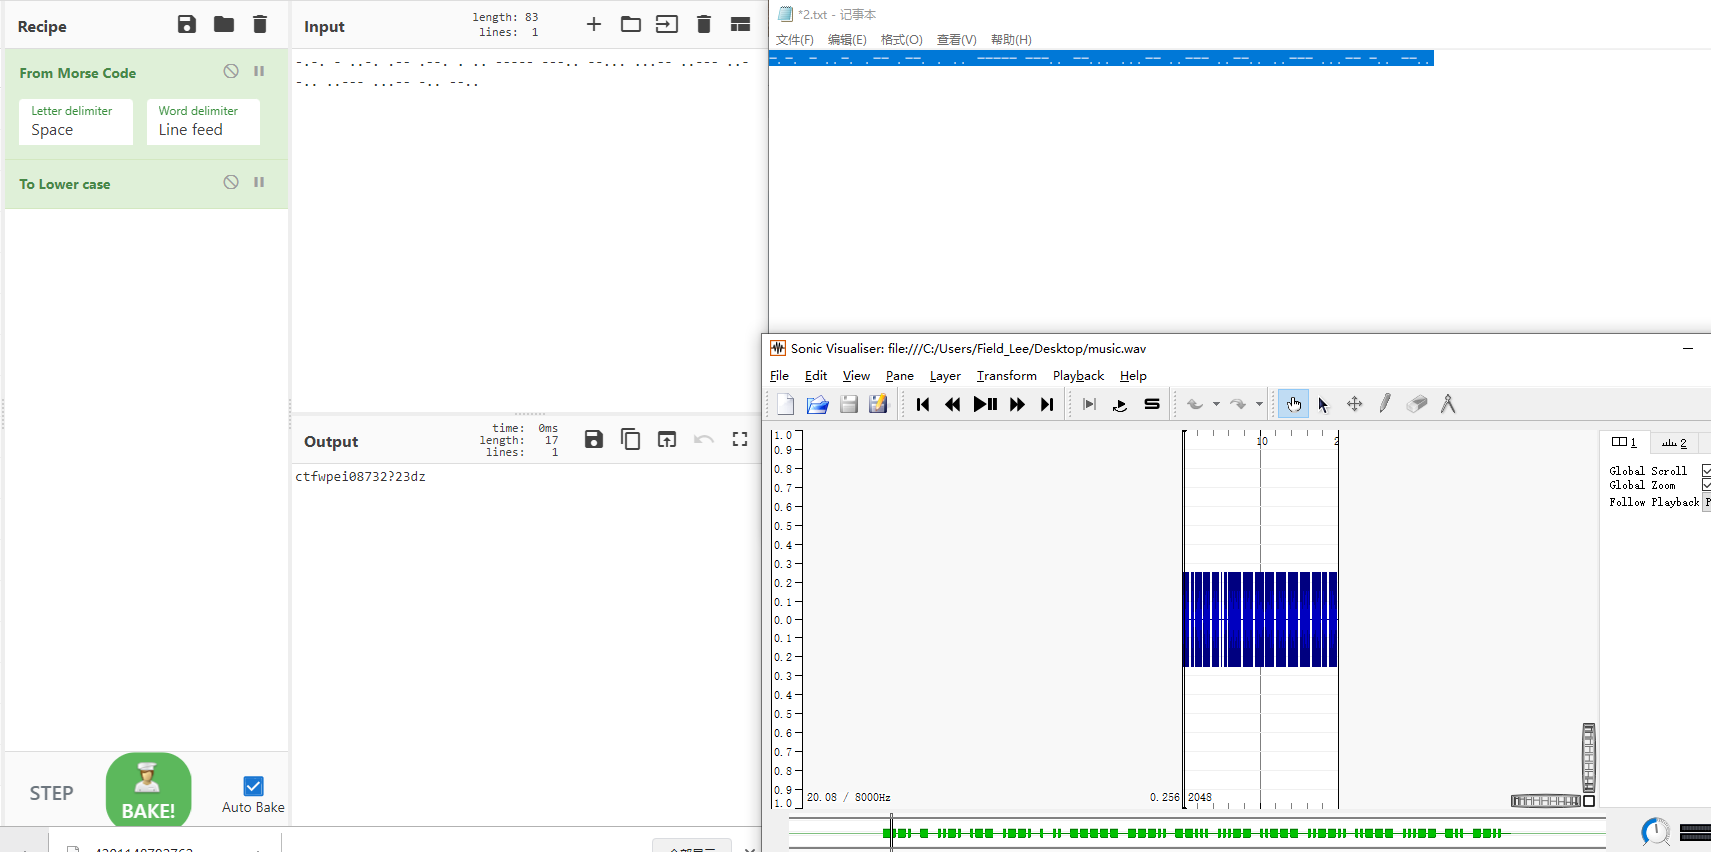 Recipe
From Morse Code
Letter delimiter
Space
Word delimiter
Line feed
To Lower case
STEP
BAKE!
Auto Bake
Input
length: 83
lines: 1
-.-. - ..-. .-- .--. . .. ----- ---.. --... ...-- ..--- ..--
-.. ..--- ...-- -.. --..
Output
time: 0ms
length: 17
lines: 1
ctfwpei08732?23dz
*2.txt - 记事本
文件(F) 编辑(E) 格式(O) 查看(V) 帮助(H)
Sonic Visualiser: file:///C:/Users/Field_Lee/Desktop/music.wav
File Edit View Pane Layer Transform Playback Help
1.0
0.9
0.8
0.7
0.6
0.5
0.4
0.3
0.2
0.1
0.0
0.1
0.2
0.3
0.4
0.5
0.6
0.7
0.8
0.9
1.0
10 2
20.08 / 8000Hz
0.256 2048
1 2
Global Scroll
Global Zoom
Follow Playback P